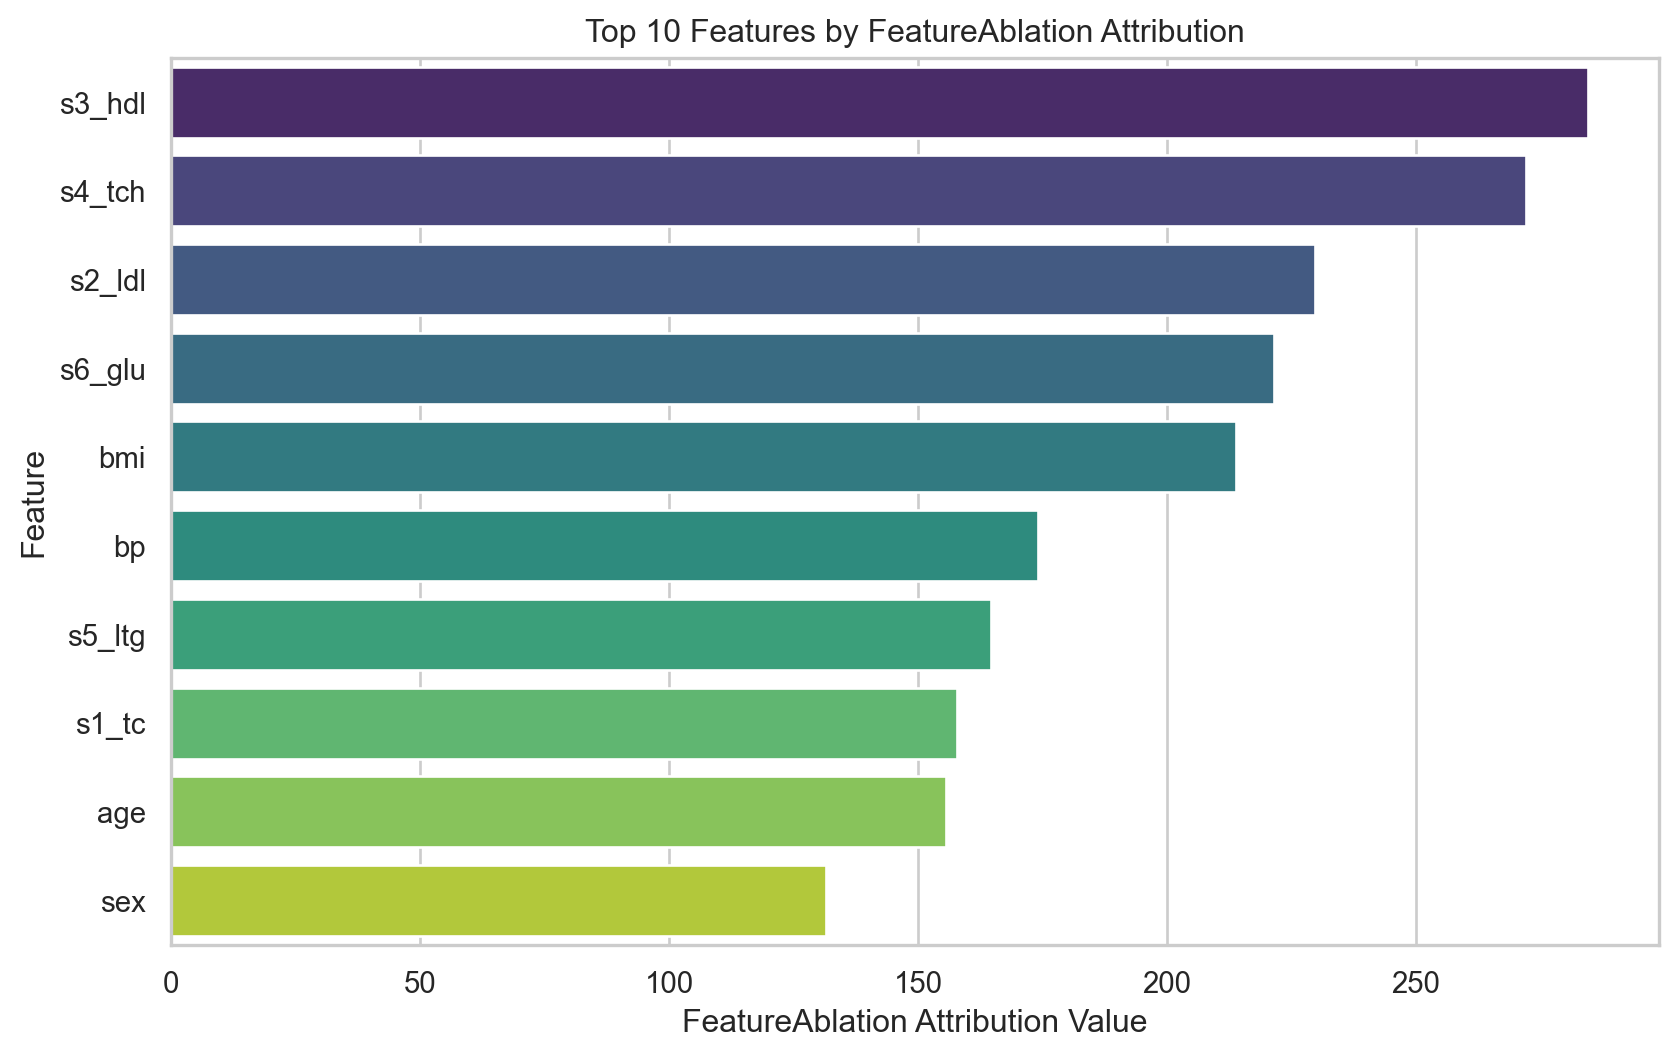 Top 10 Features by FeatureAblation Attribution
s3_hdl
s4_tch
s2_ldl
s6_glu
bmi
bp
s5_ltg
s1_tc
age
sex
Feature
0 50 100 150 200 250
FeatureAblation Attribution Value